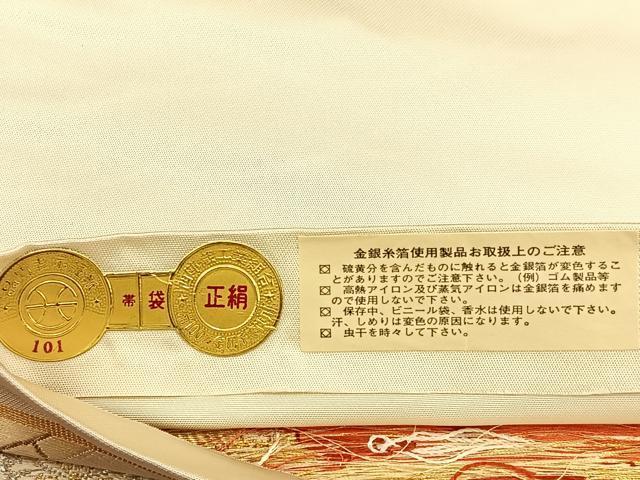 金銀糸箔使用製品お取扱上のご注意
硫黄分を含んだものに触れると金銀箔が変色するこ
とがありますのでご注意下さい。（例）ゴム製品等
高熱アイロン及び蒸気アイロンは金銀箔を痛めます
ので使用しないで下さい。
保存中、ビニール袋、香水は使用しないで下さい。
汗、しめりは変色の原因になります。
虫干を時々して下さい。
帯袋
正絹
101